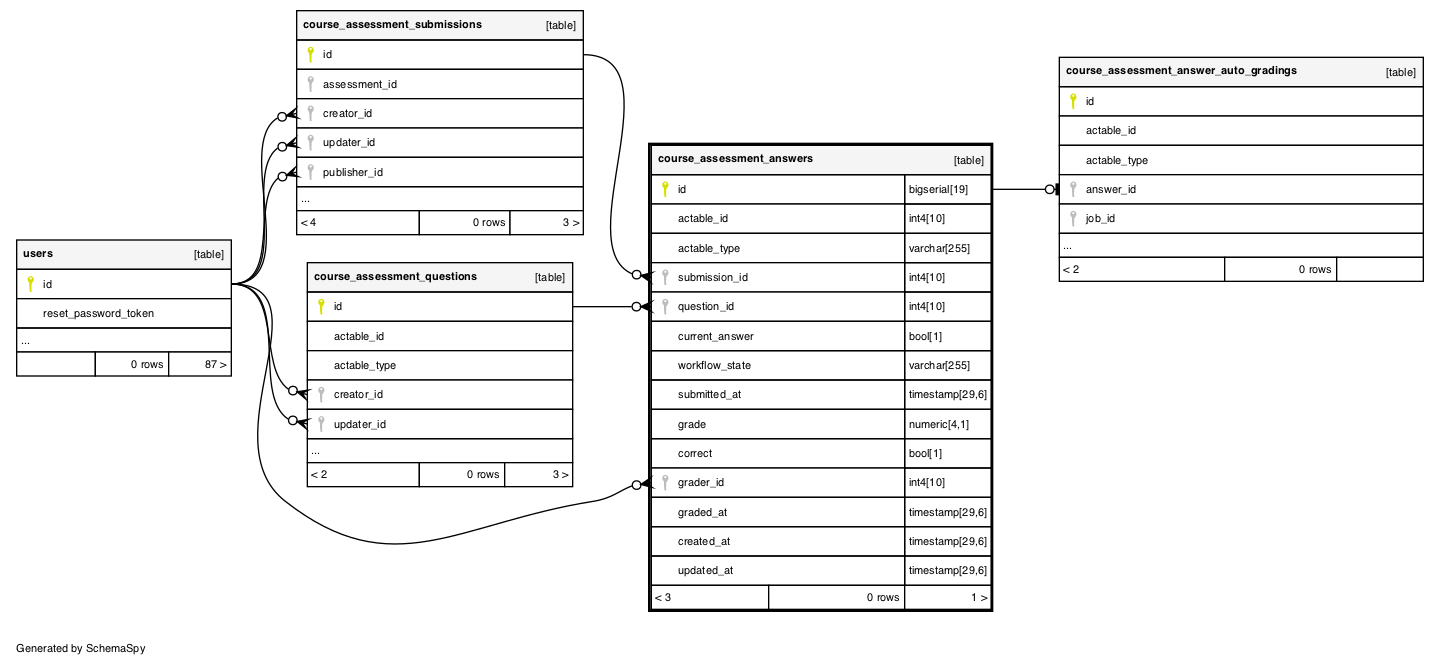 course_assessment_submissions [table]
id
assessment_id
creator_id
updater_id
publisher_id
...
< 4 0 rows 3 >
users [table]
id
reset_password_token
...
0 rows 87 >
course_assessment_questions [table]
id
actable_id
actable_type
creator_id
updater_id
...
< 2 0 rows 3 >
course_assessment_answers [table]
id bigserial[19]
actable_id int4[10]
actable_type varchar[255]
submission_id int4[10]
question_id int4[10]
current_answer bool[1]
workflow_state varchar[255]
submitted_at timestamp[29,6]
grade numeric[4,1]
correct bool[1]
grader_id int4[10]
graded_at timestamp[29,6]
created_at timestamp[29,6]
updated_at timestamp[29,6]
< 3 0 rows 1 >
course_assessment_answer_auto_gradings [table]
id
actable_id
actable_type
answer_id
job_id
...
< 2 0 rows
Generated by SchemaSpy